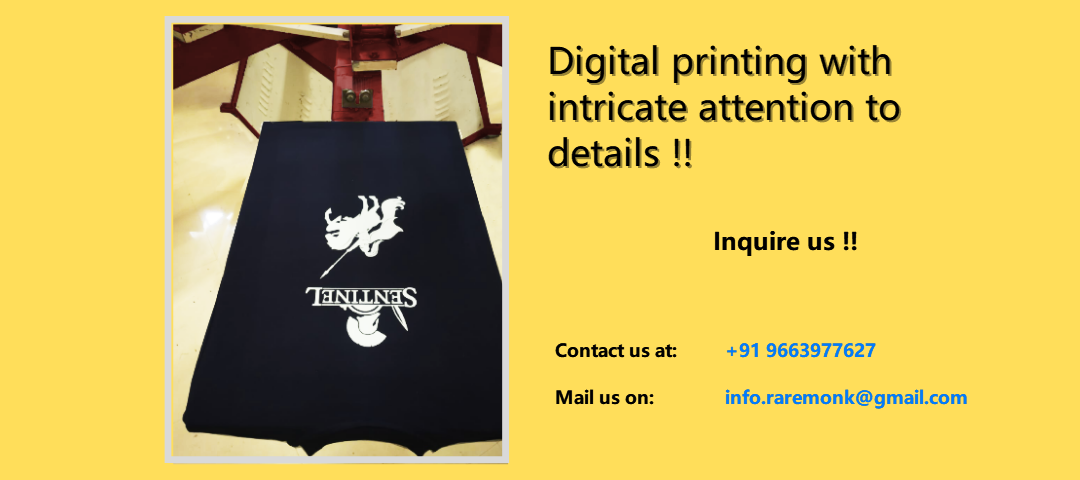 Digital printing with
intricate attention to
details !!
Inquire us !!
Contact us at: +91 9663977627
Mail us on: info.raremonk@gmail.com
SENTINEL